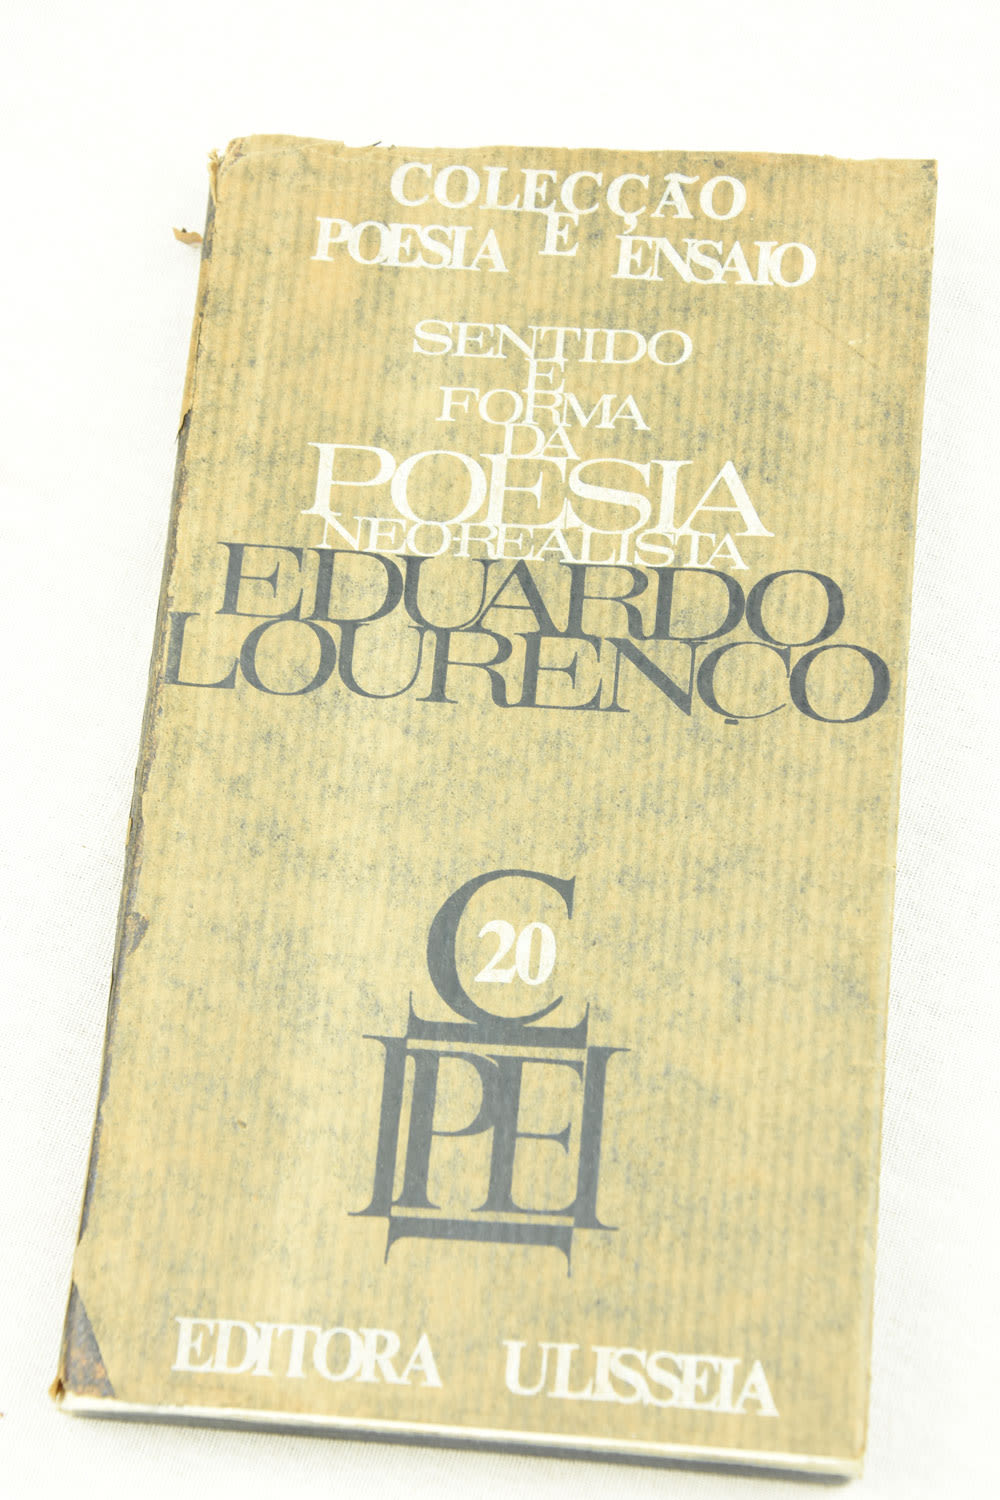 COLECÇÃO
POESIA E ENSAIO
SENTIDO
E
FORMA
DA
POESIA
NEO-REALISTA
EDUARDO
LOURENÇO
C 20
PE
EDITORA ULISSEIA